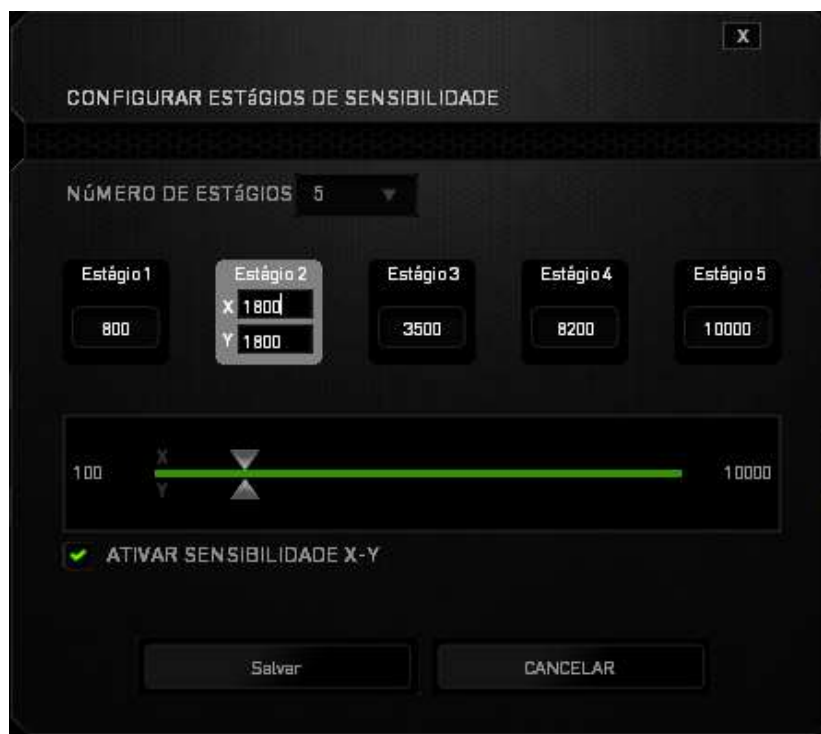 X
CONFIGURAR ESTáGIOS DE SENSIBILIDADE
NúMERO DE ESTáGIOS 5
Estágio 1
Estágio 2
Estágio 3
Estágio 4
Estágio 5
800
X 1800
Y 1800
3500
8200
10000
X
100
10000
Y
ATIVAR SENSIBILIDADE X-Y
Salvar
CANCELAR